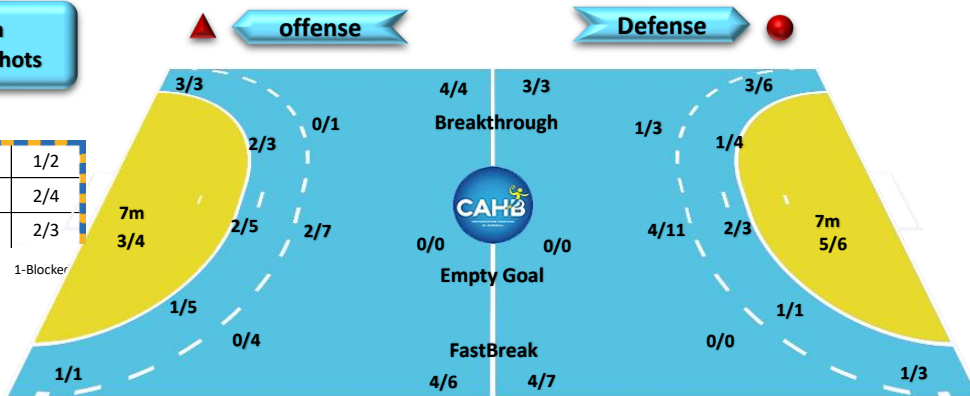 offense
Defense
hots
3/3
4/4
3/3
3/6
0/1
Breakthrough
1/3
2/3
1/4
1/2
2/4
2/3
CAHB
7m
3/4
2/5
2/7
0/0
0/0
4/11
2/3
7m
5/6
Empty Goal
1-Blocked
1/5
1/1
0/4
FastBreak
0/0
1/1
4/6
4/7
1/3